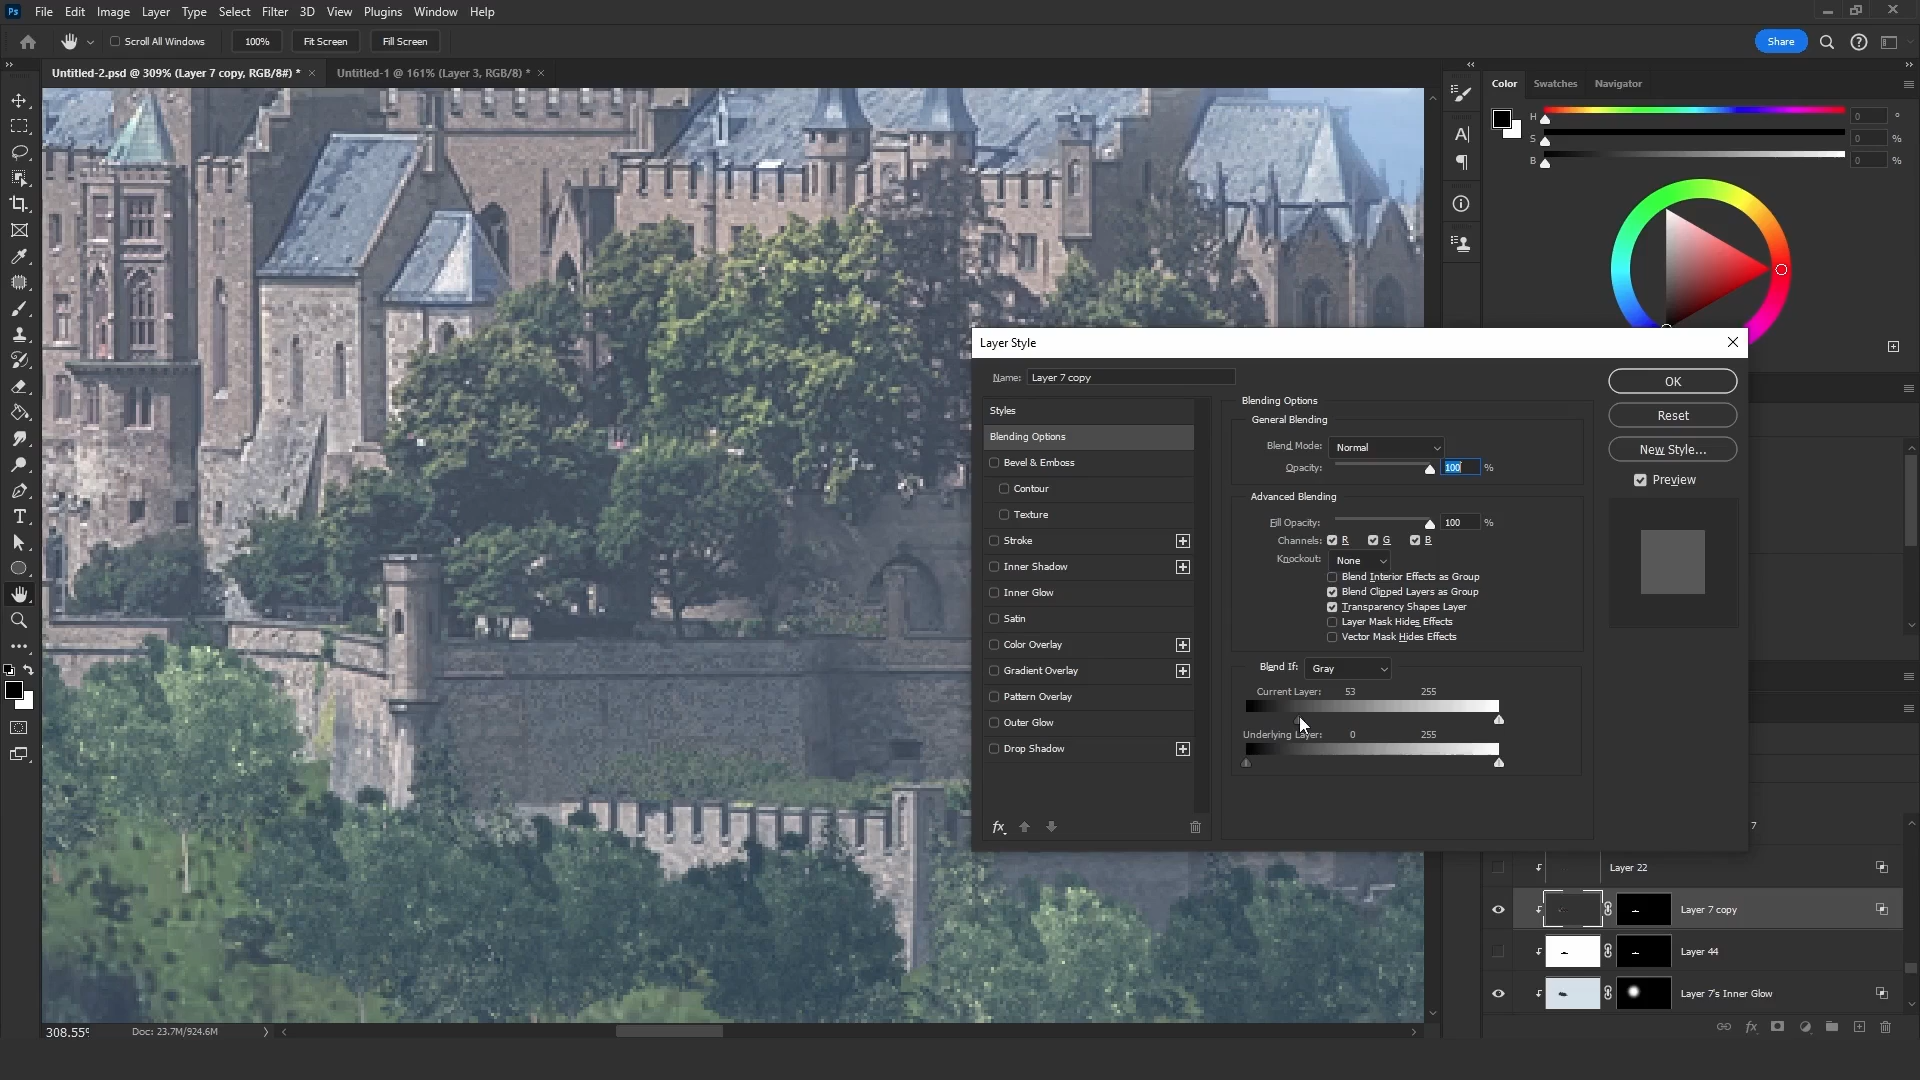 Ps File Edit Image Layer Type Select Filter 3D View Plugins Window Help
Scroll All Windows 100% Fit Screen Fill Screen Share
Untitled-2.psd @ 309% (Layer 7 copy, RGB/8#) * × Untitled-1 @ 161% (Layer 3, RGB/8) * ×
Color Swatches Navigator
H 0 °
S 0 %
B 0 %
Layer Style
Name: Layer 7 copy
Styles
Blending Options
Bevel & Emboss
Contour
Texture
Stroke
Inner Shadow
Inner Glow
Satin
Color Overlay
Gradient Overlay
Pattern Overlay
Outer Glow
Drop Shadow
fx
Blending Options
General Blending
Blend Mode: Normal
Opacity: 100 %
Advanced Blending
Fill Opacity: 100 %
Channels: R G B
Knockout: None
Blend Interior Effects as Group
Blend Clipped Layers as Group
Transparency Shapes Layer
Layer Mask Hides Effects
Vector Mask Hides Effects
Blend If: Gray
Current Layer: 53 255
Underlying Layer: 0 255
OK
Reset
New Style...
Preview
7
Layer 22
Layer 7 copy
Layer 44
Layer 7's Inner Glow
fx
308.55% Doc: 23.7M/924.6M